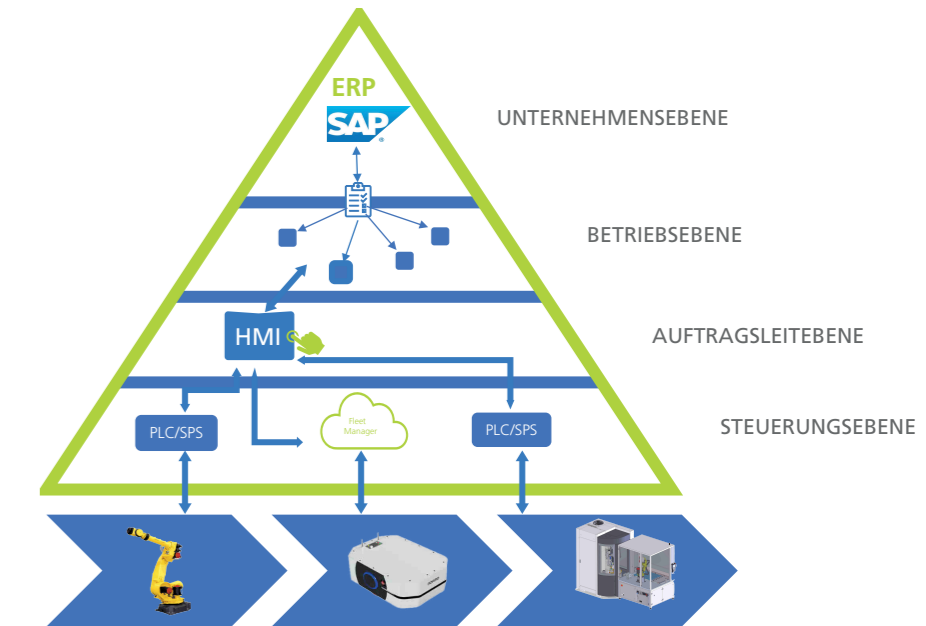 ERP
SAP®
UNTERNEHMENSEBENE
BETRIEBSEBENE
HMI
AUFTRAGSLEITEBENE
PLC/SPS
Fleet
Manager
PLC/SPS
STEUERUNGSEBENE